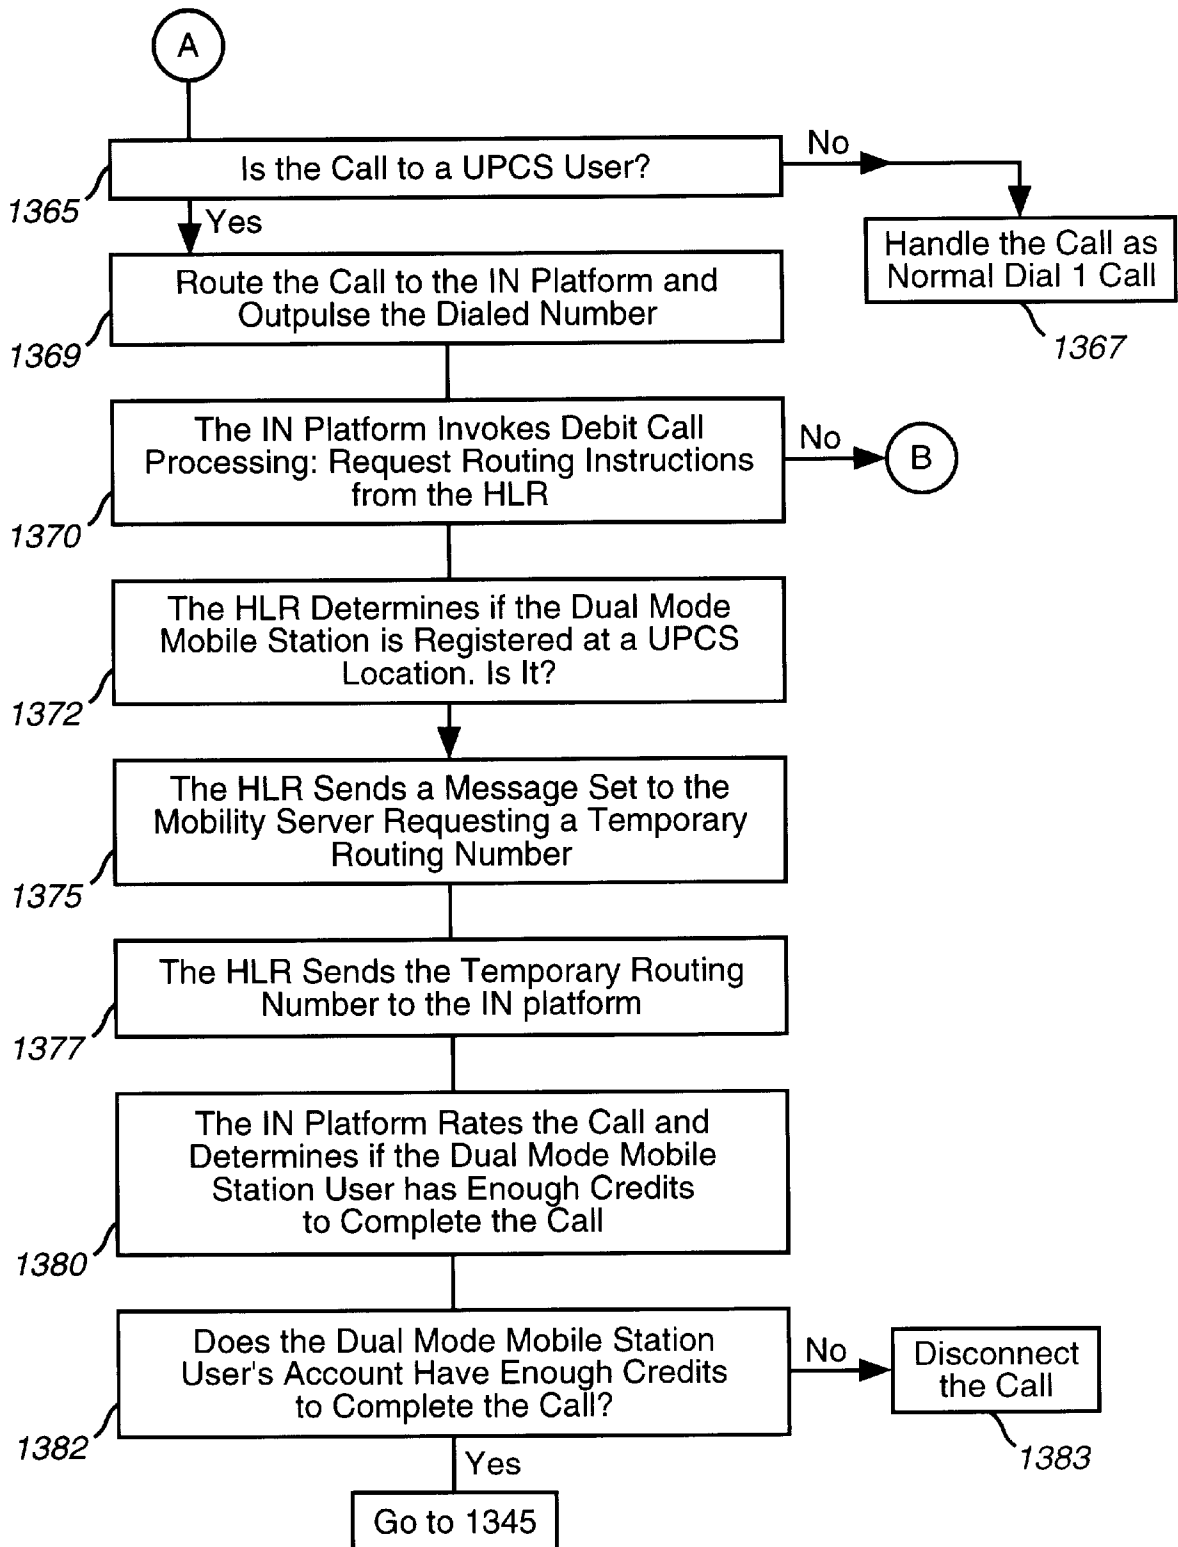 A
Is the Call to a UPCS User?
No
1365
Yes
Handle the Call as
Normal Dial 1 Call
1367
Route the Call to the IN Platform and
Outpulse the Dialed Number
1369
The IN Platform Invokes Debit Call
Processing: Request Routing Instructions
from the HLR
No
B
1370
The HLR Determines if the Dual Mode
Mobile Station is Registered at a UPCS
Location. Is It?
1372
The HLR Sends a Message Set to the
Mobility Server Requesting a Temporary
Routing Number
1375
The HLR Sends the Temporary Routing
Number to the IN platform
1377
The IN Platform Rates the Call and
Determines if the Dual Mode Mobile
Station User has Enough Credits
to Complete the Call
1380
Does the Dual Mode Mobile Station
User's Account Have Enough Credits
to Complete the Call?
No
Disconnect
the Call
1382
1383
Yes
Go to 1345